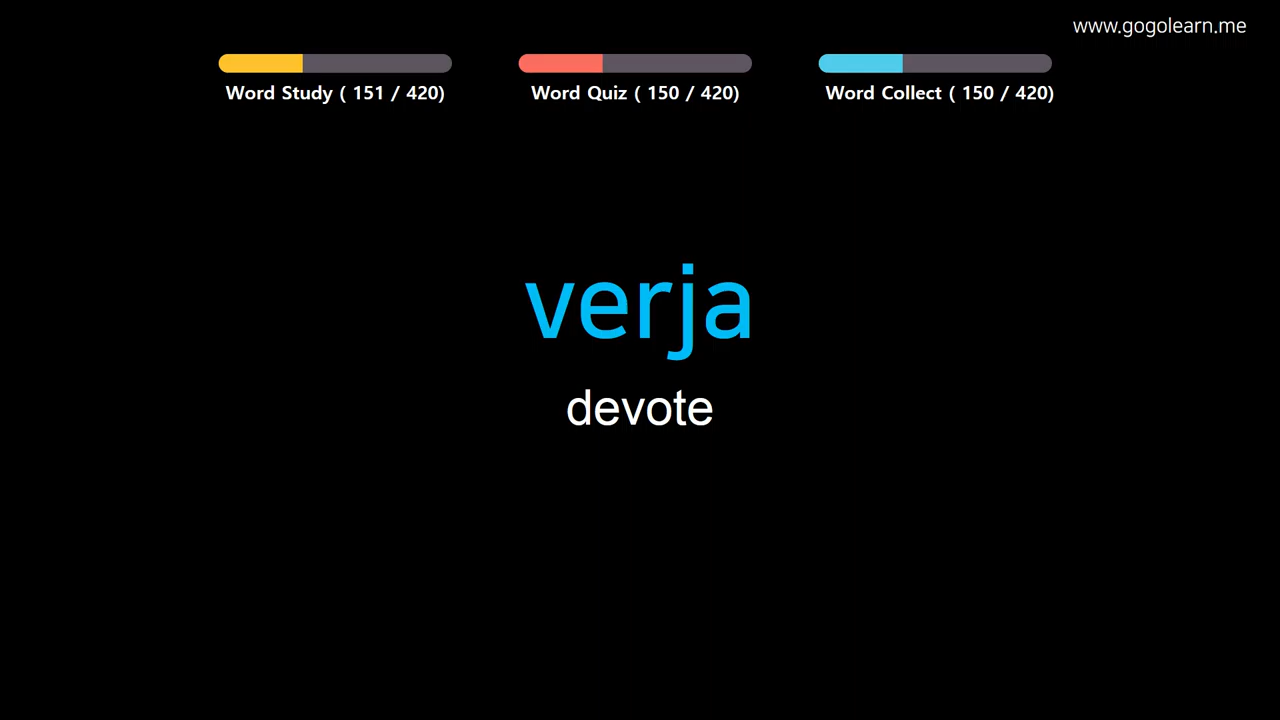 www.gogolearn.me
Word Study ( 151 / 420)
Word Quiz ( 150 / 420)
Word Collect ( 150 / 420)
verja
devote